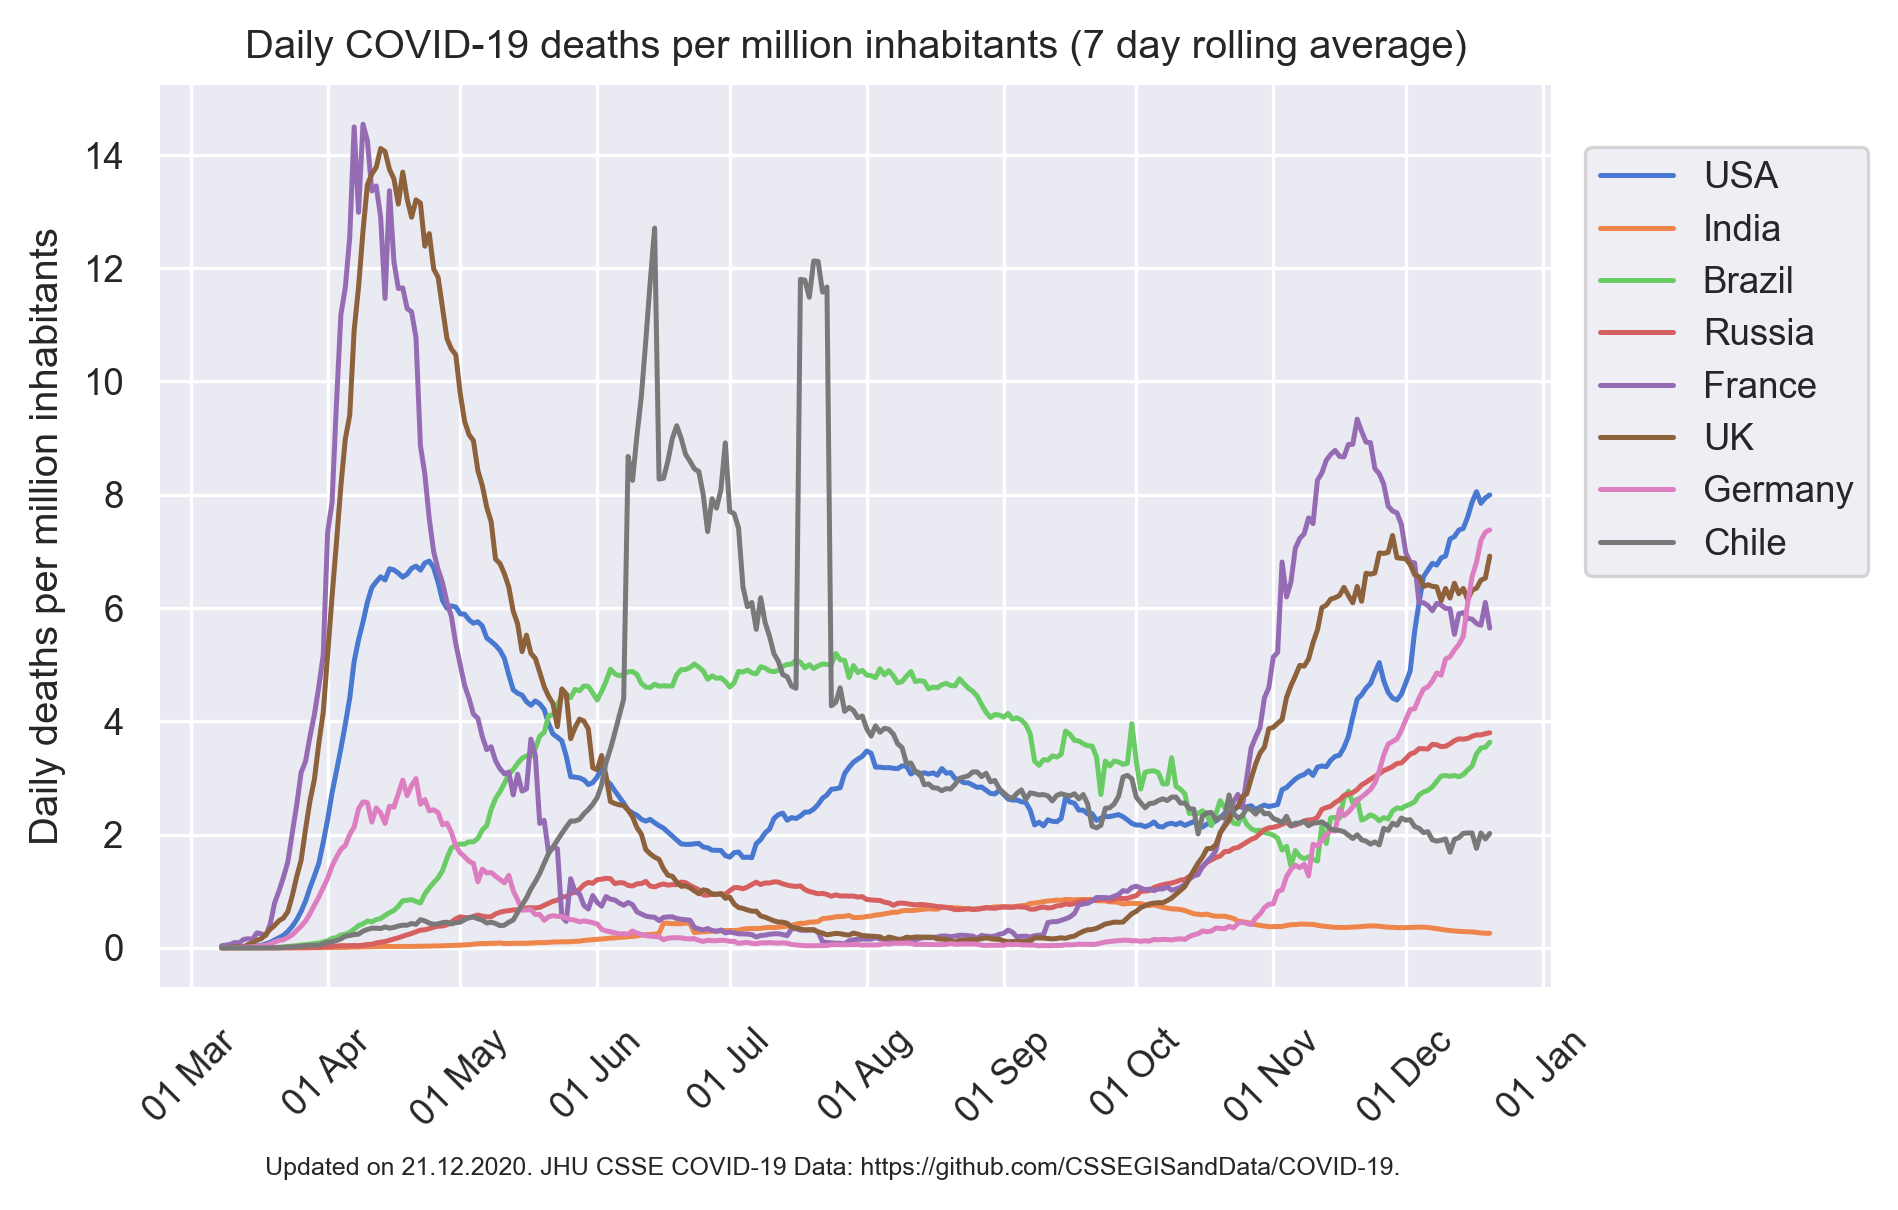 Daily COVID-19 deaths per million inhabitants (7 day rolling average)
Daily deaths per million inhabitants
14
12
10
8
6
4
2
0
USA
India
Brazil
Russia
France
UK
Germany
Chile
01 Mar
01 Apr
01 May
01 Jun
01 Jul
01 Aug
01 Sep
01 Oct
01 Nov
01 Dec
01 Jan
Updated on 21.12.2020. JHU CSSE COVID-19 Data: https://github.com/CSSEGISandData/COVID-19.